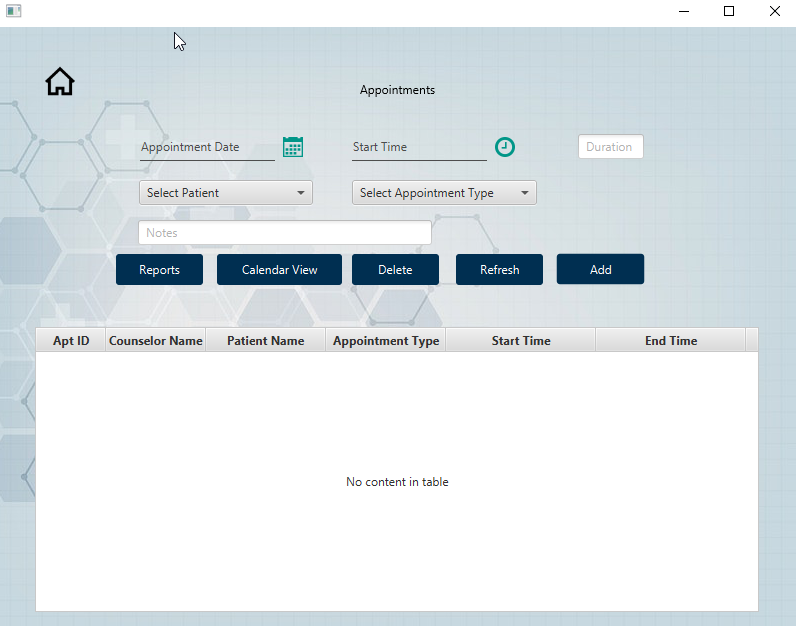 Appointments
Appointment Date Start Time Duration
Select Patient Select Appointment Type
Notes
Reports Calendar View Delete Refresh Add
Apt ID Counselor Name Patient Name Appointment Type Start Time End Time
No content in table